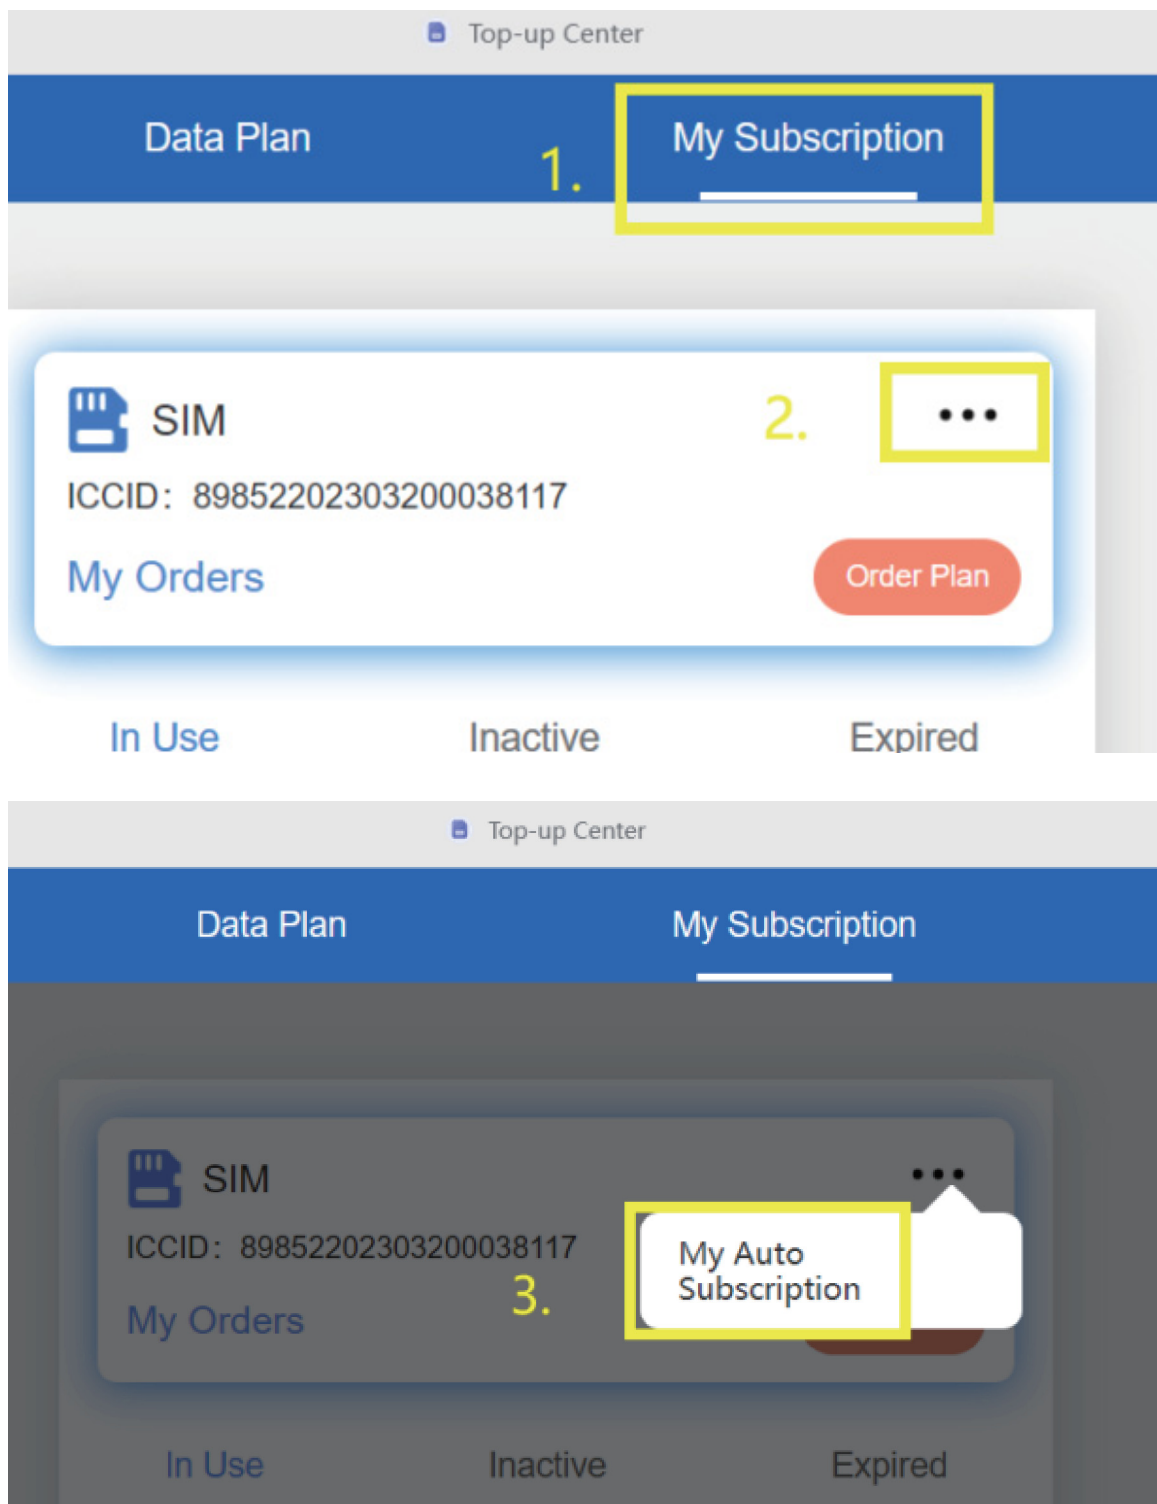 Top-up Center
Data Plan
My Subscription
1.
SIM
2.
ICCID: 89852202303200038117
My Orders
Order Plan
In Use
Inactive
Expired
Top-up Center
Data Plan
My Subscription
SIM
ICCID: 89852202303200038117
My Auto
Subscription
3.
My Orders
In Use
Inactive
Expired